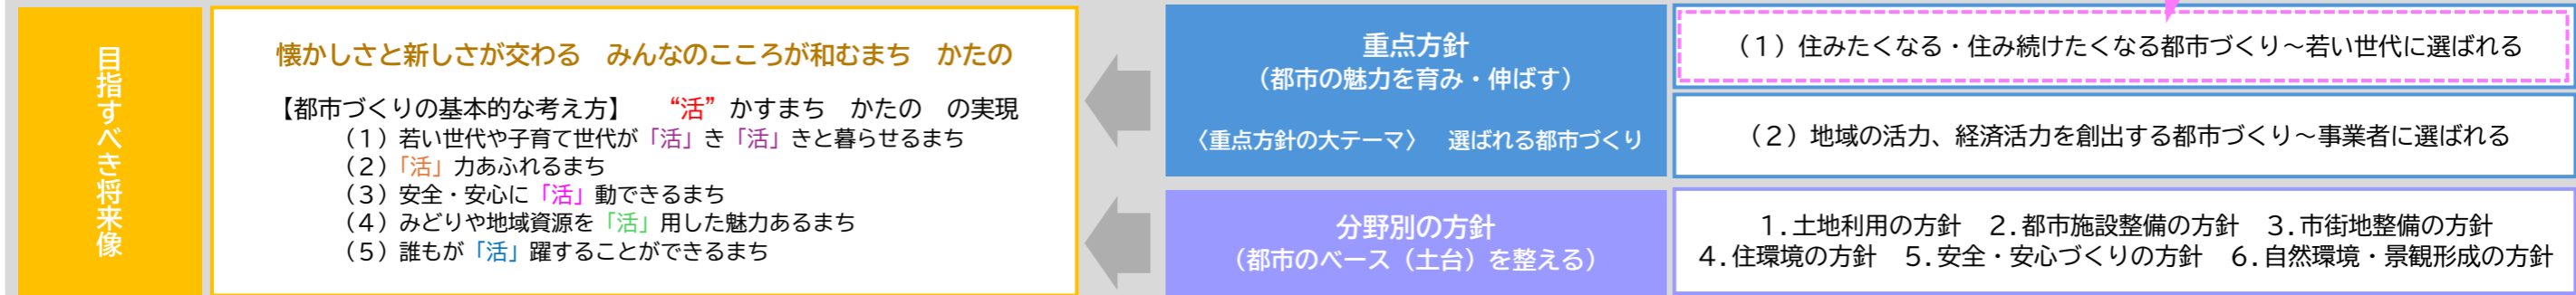 目指すべき将来像
懐かしさと新しさが交わる　みんなのこころが和むまち　かたの
【都市づくりの基本的な考え方】　“活”かすまち　かたの　の実現
（１）若い世代や子育て世代が「活」き「活」きと暮らせるまち
（２）「活」力あふれるまち
（３）安全・安心に「活」動できるまち
（４）みどりや地域資源を「活」用した魅力あるまち
（５）誰もが「活」躍することができるまち
重点方針
（都市の魅力を育み・伸ばす）
〈重点方針の大テーマ〉　選ばれる都市づくり
（１）住みたくなる・住み続けたくなる都市づくり～若い世代に選ばれる
（２）地域の活力、経済活力を創出する都市づくり～事業者に選ばれる
分野別の方針
（都市のベース（土台）を整える）
１．土地利用の方針　２．都市施設整備の方針　３．市街地整備の方針
４．住環境の方針　５．安全・安心づくりの方針　６．自然環境・景観形成の方針